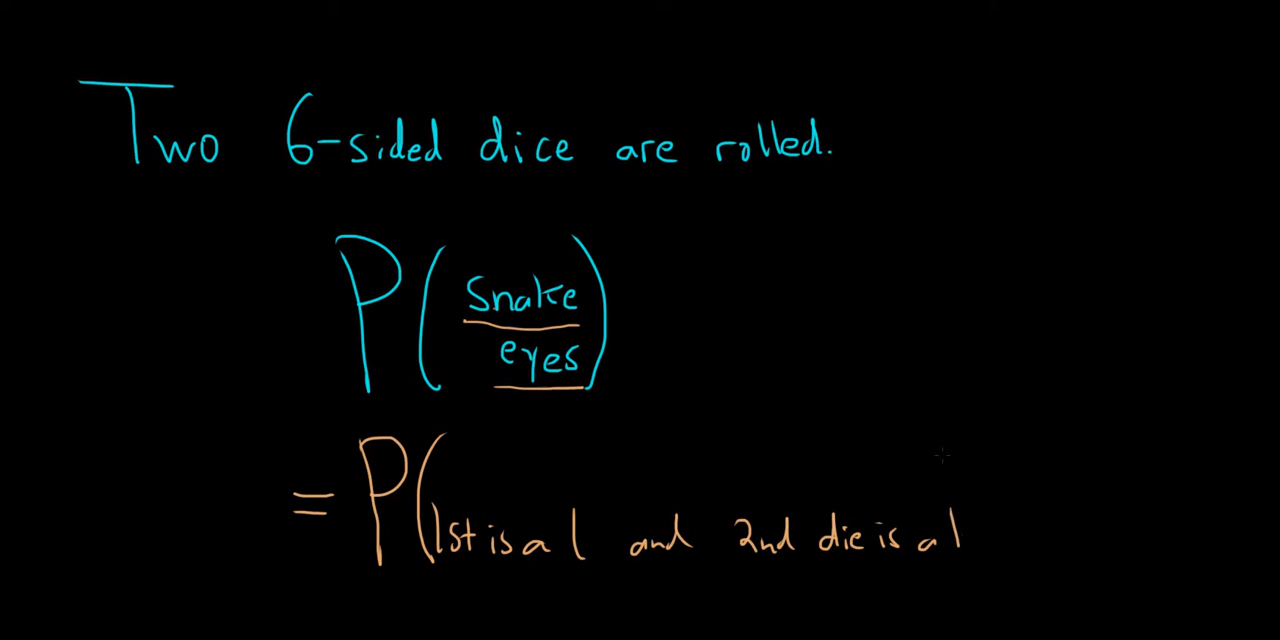 Two 6-sided dice are rolled.
P(Snake
eyes)
= P(1st is a 1 and 2nd die is a 1